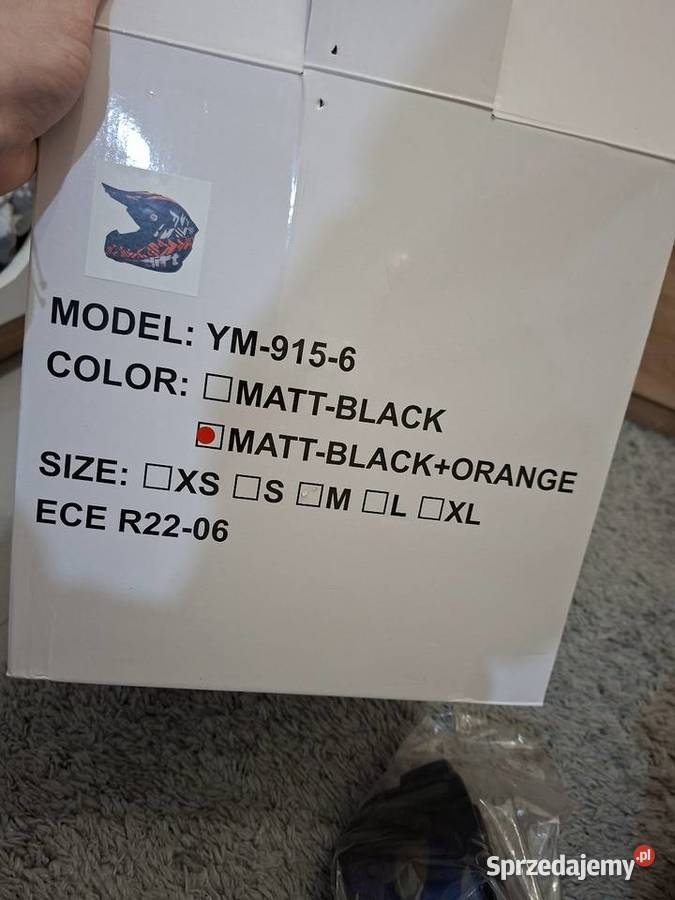 MODEL: YM-915-6
COLOR: ☐MATT-BLACK
☐MATT-BLACK+ORANGE
SIZE: ☐XS ☐S ☐M ☐L ☐XL
ECE R22-06
Sprzedajemy.pl